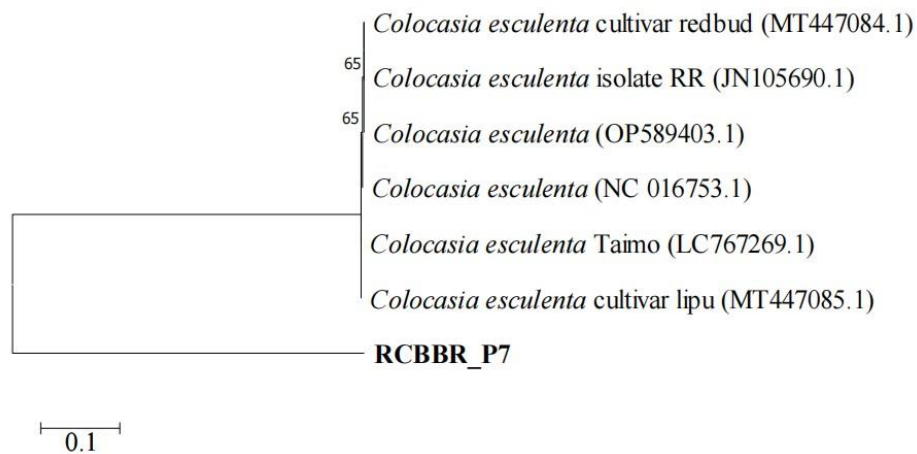 Colocasia esculenta cultivar redbud (MT447084.1)
65
Colocasia esculenta isolate RR (JN105690.1)
65
Colocasia esculenta (OP589403.1)
Colocasia esculenta (NC 016753.1)
Colocasia esculenta Taimo (LC767269.1)
Colocasia esculenta cultivar lipu (MT447085.1)
RCBBR_P7
0.1